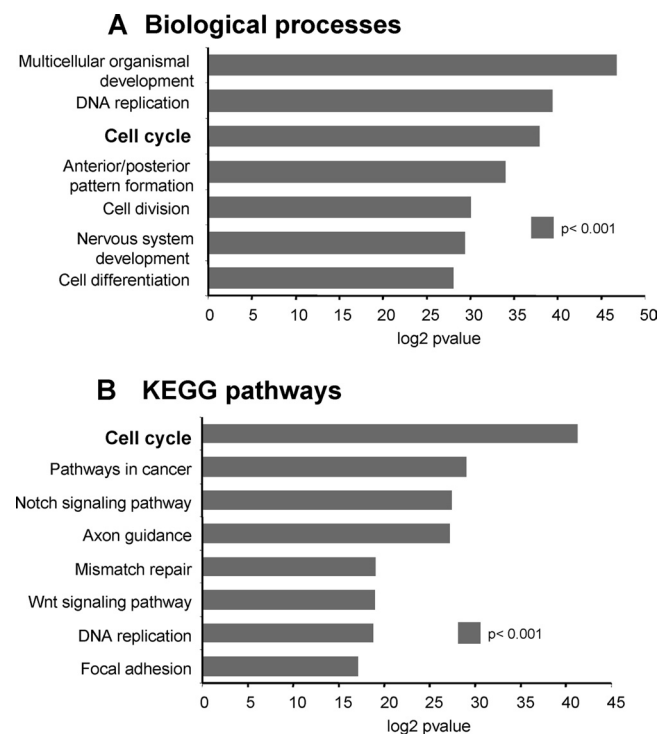 A Biological processes
Multicellular organismal
development
DNA replication
Cell cycle
Anterior/posterior
pattern formation
Cell division
Nervous system
development
Cell differentiation
p< 0.001
0 5 10 15 20 25 30 35 40 45 50
log2 pvalue
B KEGG pathways
Cell cycle
Pathways in cancer
Notch signaling pathway
Axon guidance
Mismatch repair
Wnt signaling pathway
DNA replication
p< 0.001
Focal adhesion
0 5 10 15 20 25 30 35 40 45
log2 pvalue